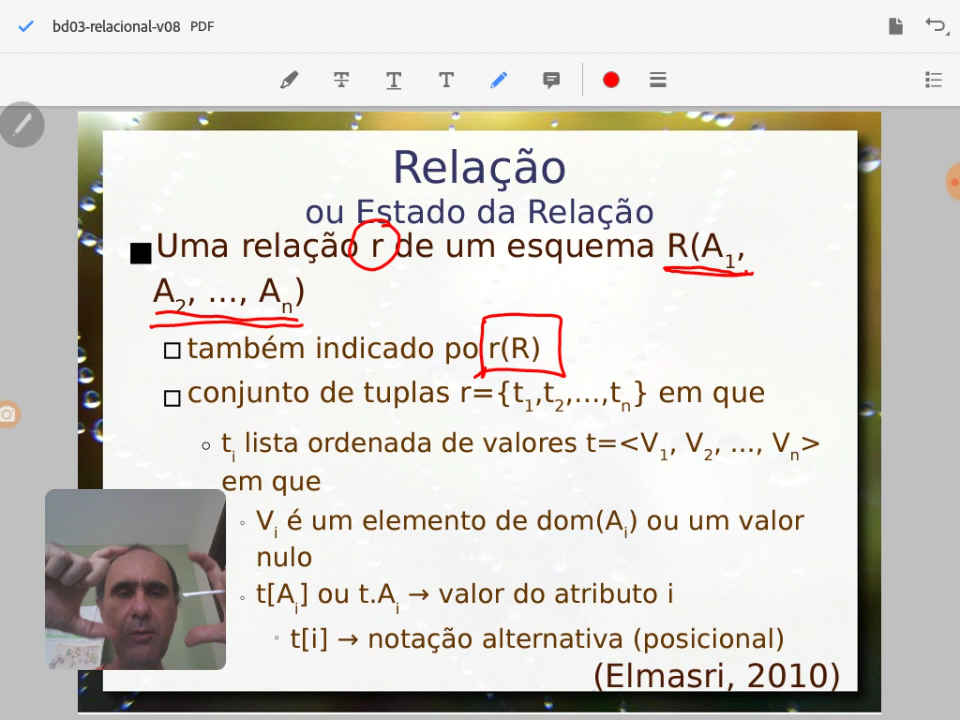 bd03-relacional-v08 PDF
Relação
ou Estado da Relação
Uma relação r de um esquema R(A1,
A2, ..., An)
também indicado po r(R)
conjunto de tuplas r={t1,t2,...,tn} em que
ti lista ordenada de valores t=<V1, V2, ..., Vn>
em que
Vi é um elemento de dom(Ai) ou um valor
nulo
t[Ai] ou t.Ai → valor do atributo i
t[i] → notação alternativa (posicional)
(Elmasri, 2010)